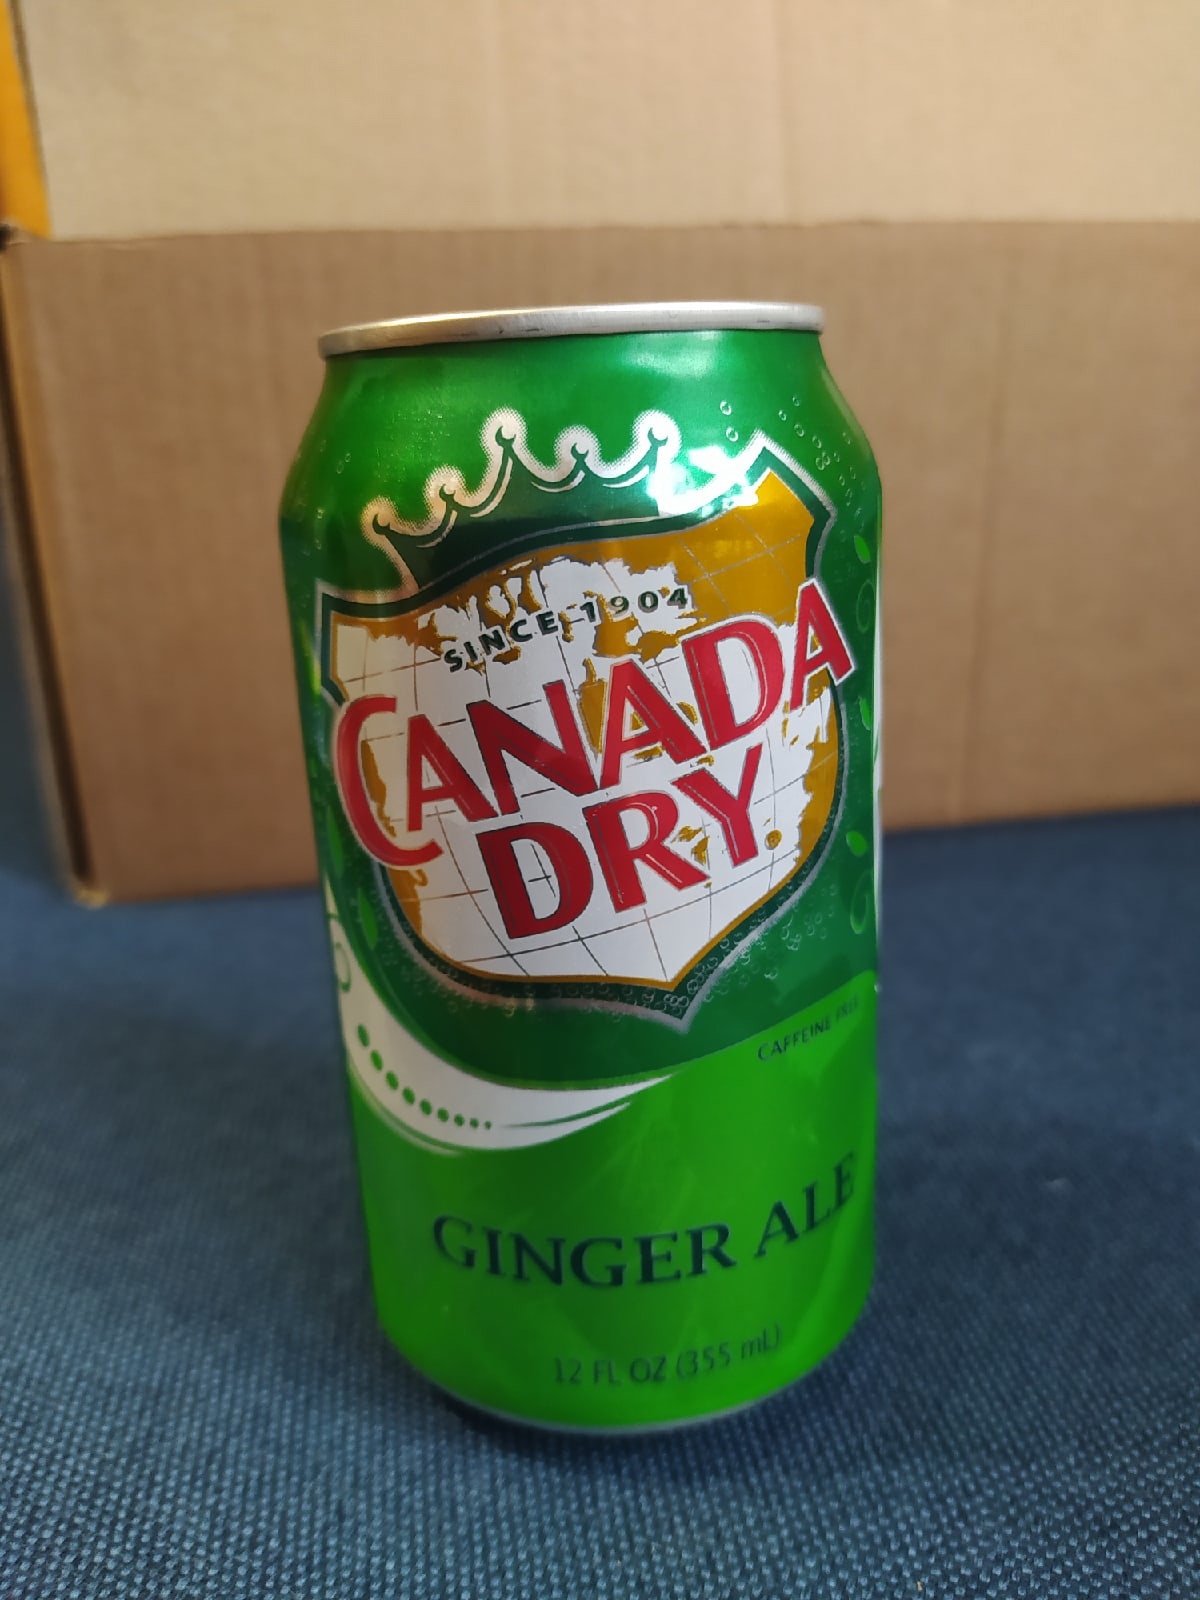 SINCE 1904
CANADA
DRY
CAFFEINE FREE
GINGER ALE
12 FL OZ (355 mL)